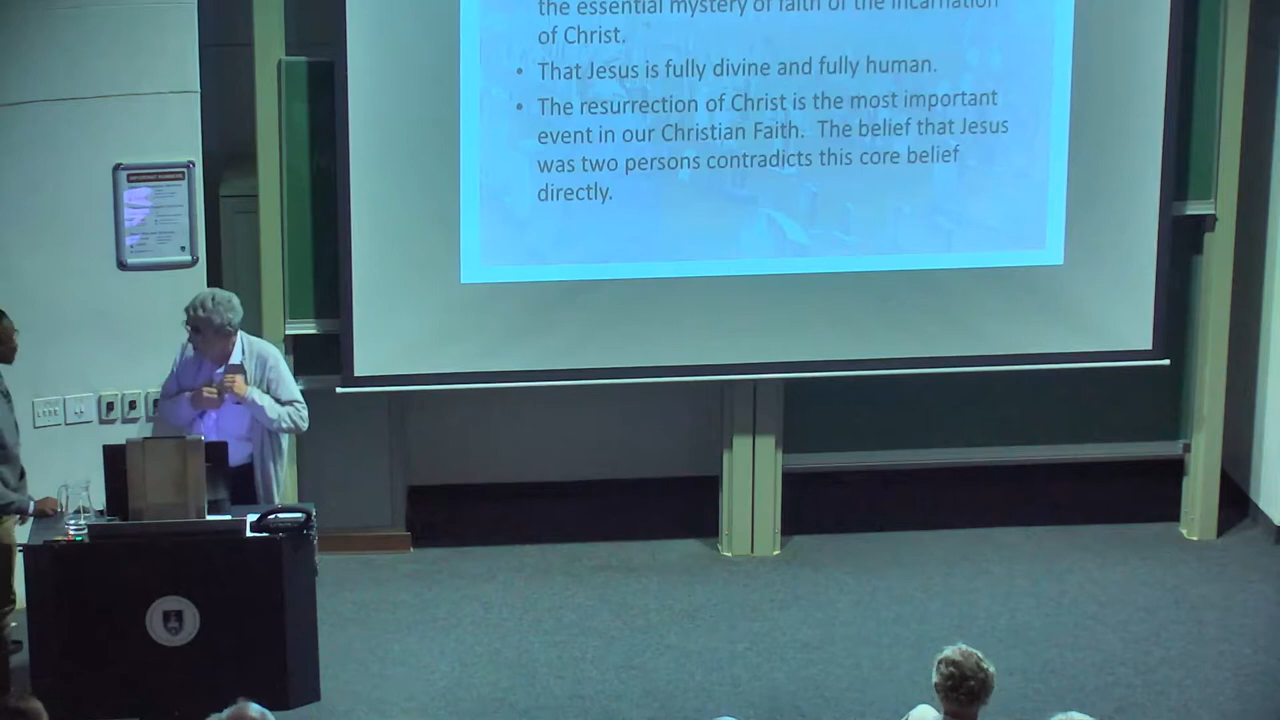 the essential mystery of faith of the incarnation
of Christ.
• That Jesus is fully divine and fully human.
• The resurrection of Christ is the most important
event in our Christian Faith. The belief that Jesus
was two persons contradicts this core belief
directly.
IMPORTANT NUMBERS